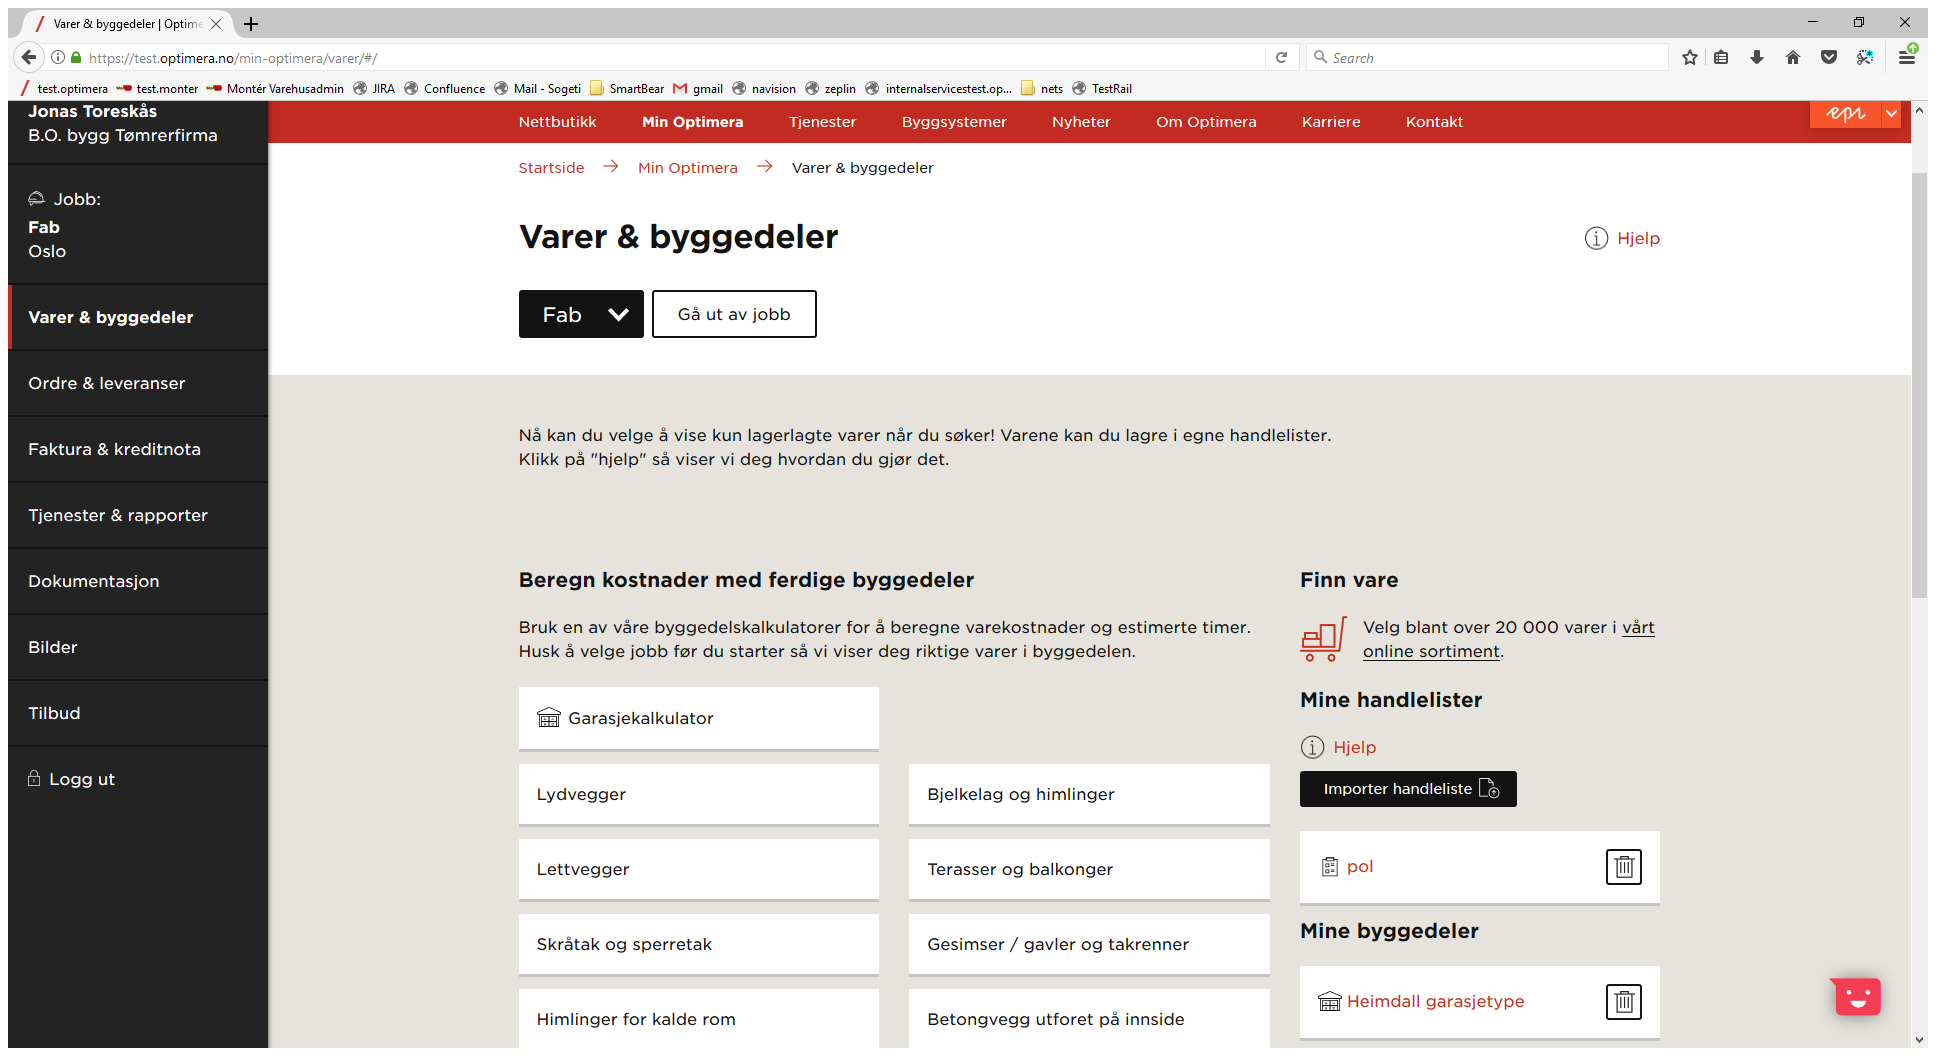 Varer & byggedeler | Optime
https://test.optimera.no/min-optimera/varer/#/
Search
test.optimera
test.monter
Montér Varehusadmin
JIRA
Confluence
Mail - Sogeti
SmartBear
gmail
navision
zeplin
internalservicestest.op...
nets
TestRail
Jonas Toreskås
B.O. bygg Tømrerfirma
Jobb:
Fab
Oslo
Varer & byggedeler
Ordre & leveranser
Faktura & kreditnota
Tjenester & rapporter
Dokumentasjon
Bilder
Tilbud
Logg ut
Nettbutikk
Min Optimera
Tjenester
Byggsystemer
Nyheter
Om Optimera
Karriere
Kontakt
epi
Startside
Min Optimera
Varer & byggedeler
Varer & byggedeler
Hjelp
Fab
Gå ut av jobb
Nå kan du velge å vise kun lagerlagte varer når du søker! Varene kan du lagre i egne handlelister.
Klikk på "hjelp" så viser vi deg hvordan du gjør det.
Beregn kostnader med ferdige byggedeler
Bruk en av våre byggedelskalkulatorer for å beregne varekostnader og estimerte timer.
Husk å velge jobb før du starter så vi viser deg riktige varer i byggedelen.
Garasjekalkulator
Lydvegger
Bjelkelag og himlinger
Lettvegger
Terasser og balkonger
Skråtak og sperretak
Gesimser / gavler og takrenner
Himlinger for kalde rom
Betongvegg utforet på innside
Finn vare
Velg blant over 20 000 varer i vårt
online sortiment.
Mine handlelister
Hjelp
Importer handleliste
pol
Mine byggedeler
Heimdall garasjetype